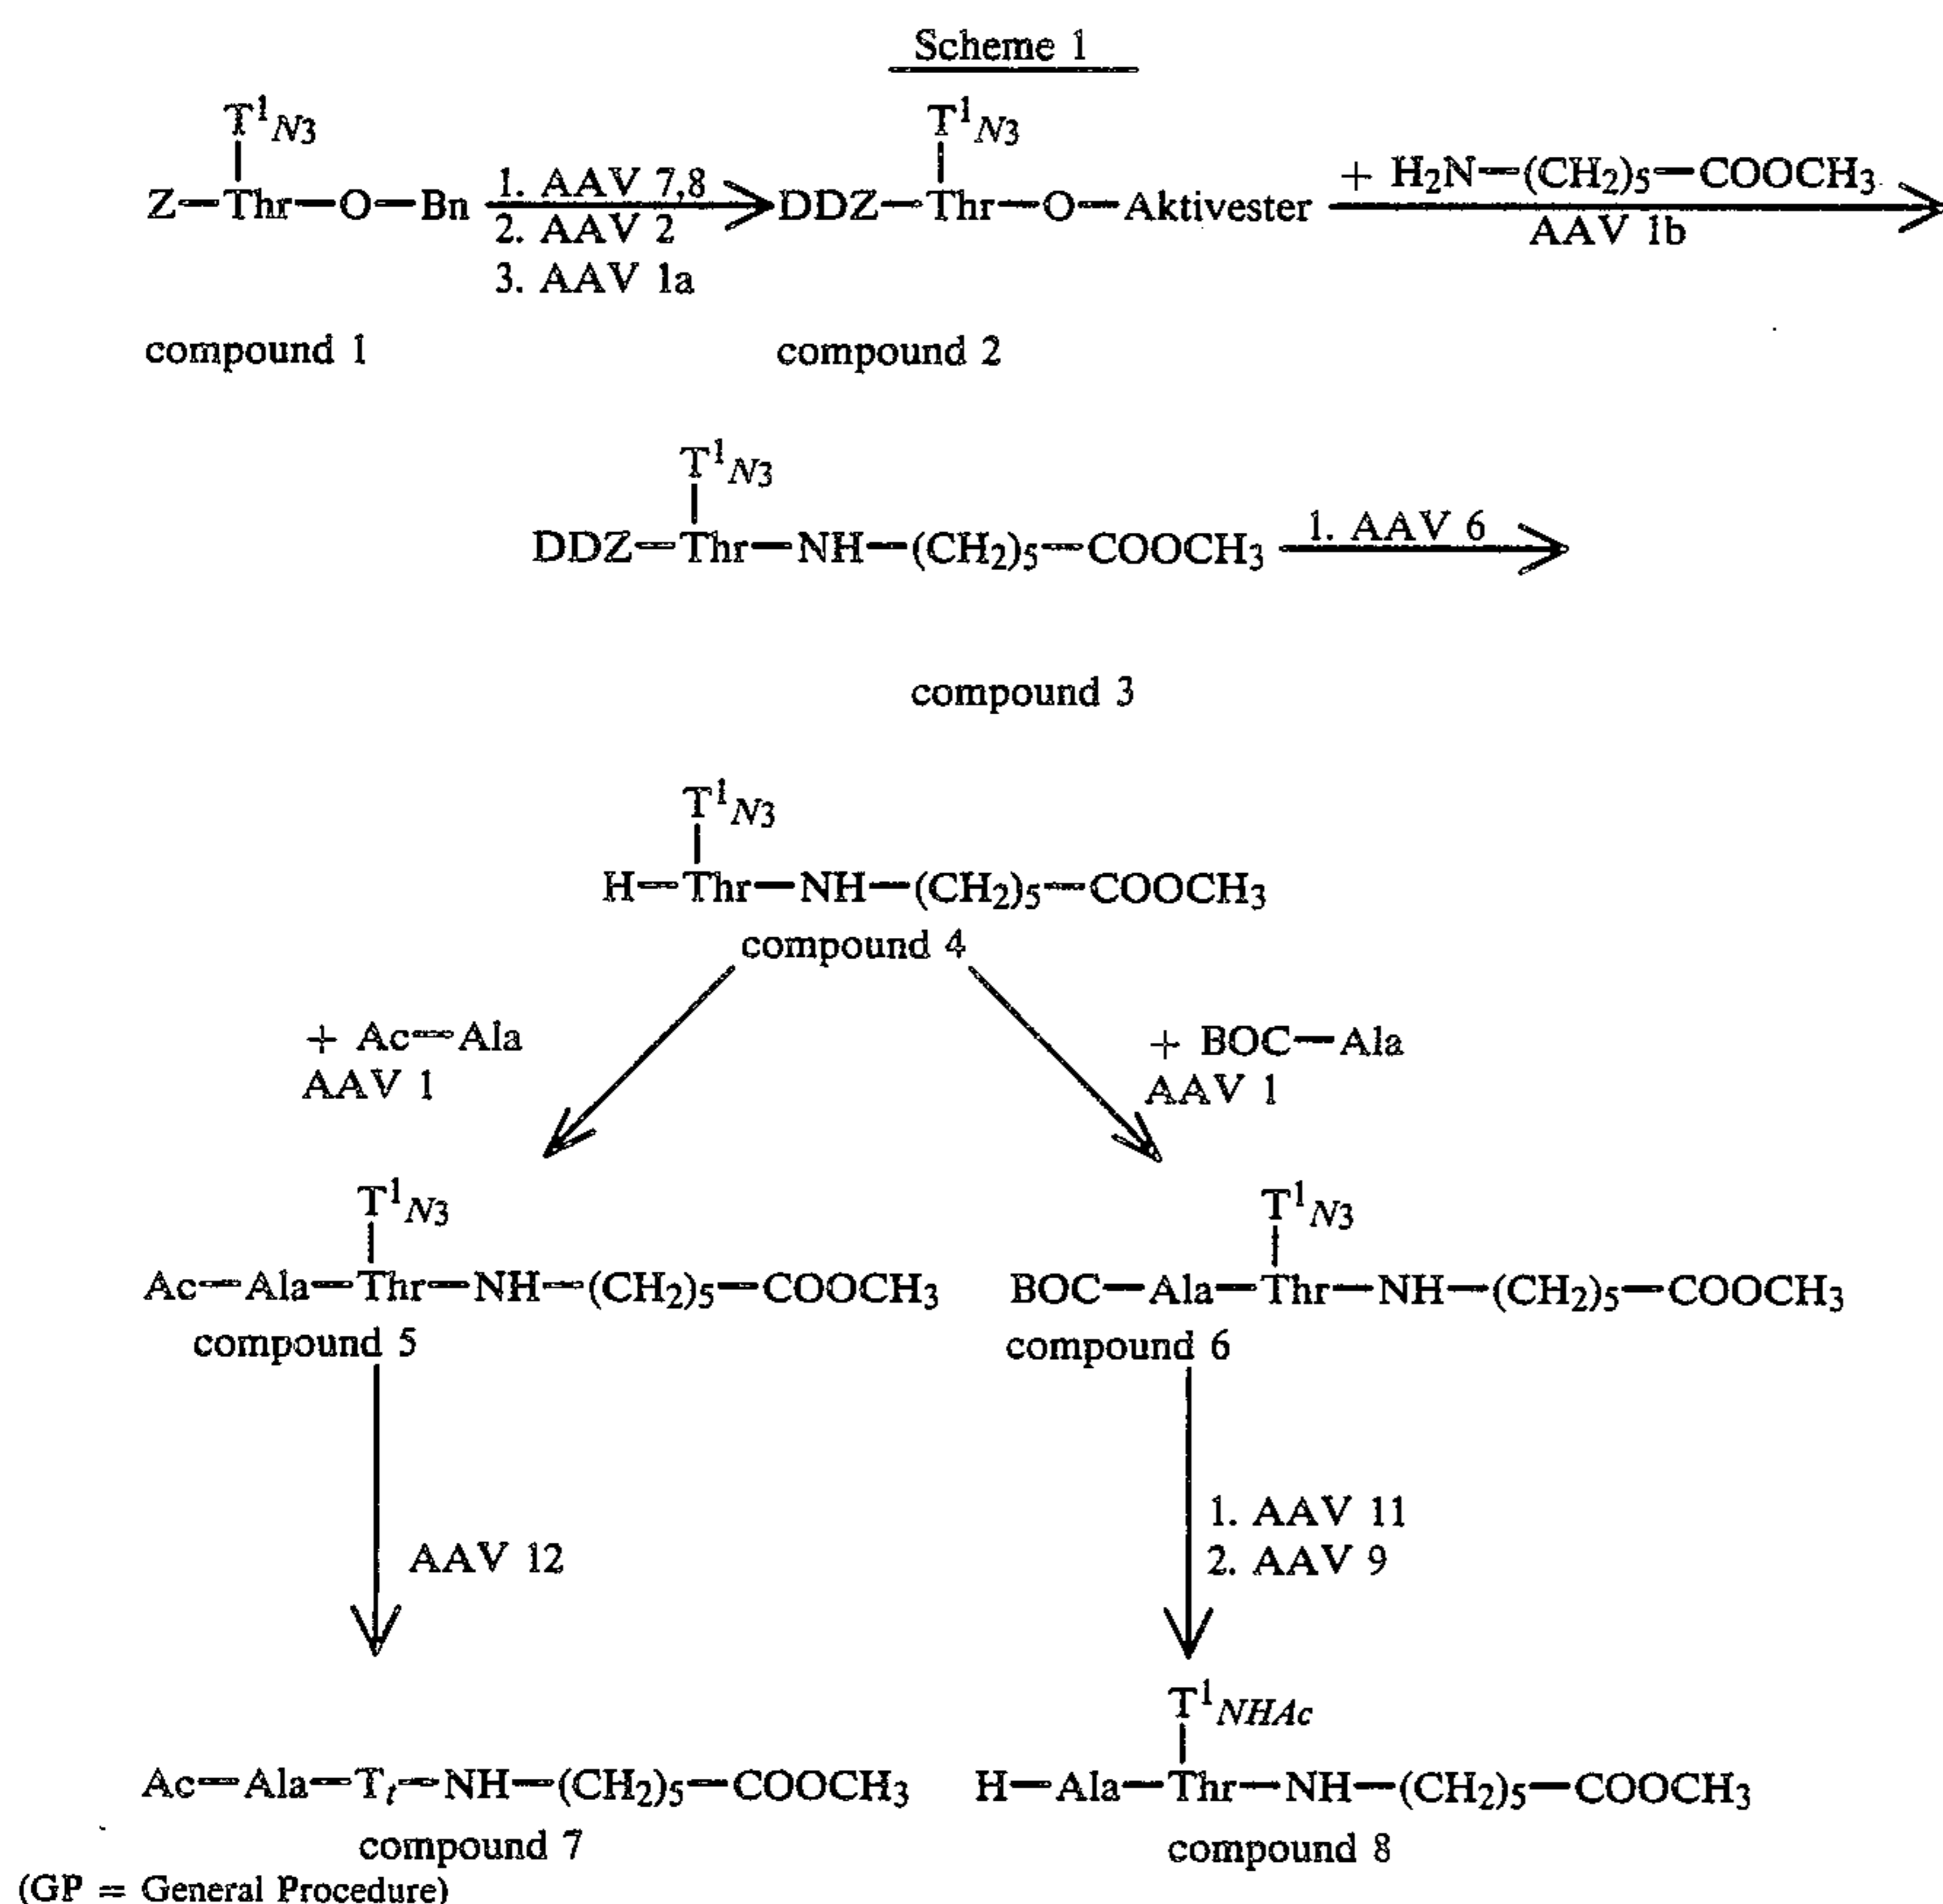 Scheme 1
T¹N3
T¹N3
Z—Thr—O—Bn
1. AAV 7,8
2. AAV 2
3. AAV 1a
DDZ—Thr—O—Aktivester
+ H₂N—(CH₂)₅—COOCH₃
AAV 1b
compound 1
compound 2
T¹N3
DDZ—Thr—NH—(CH₂)₅—COOCH₃
1. AAV 6
compound 3
T¹N3
H—Thr—NH—(CH₂)₅—COOCH₃
compound 4
+ Ac—Ala
AAV 1
+ BOC—Ala
AAV 1
T¹N3
T¹N3
Ac—Ala—Thr—NH—(CH₂)₅—COOCH₃
BOC—Ala—Thr—NH—(CH₂)₅—COOCH₃
compound 5
compound 6
AAV 12
1. AAV 11
2. AAV 9
T¹NHAc
Ac—Ala—Tₜ—NH—(CH₂)₅—COOCH₃
H—Ala—Thr—NH—(CH₂)₅—COOCH₃
compound 7
compound 8
(GP = General Procedure)